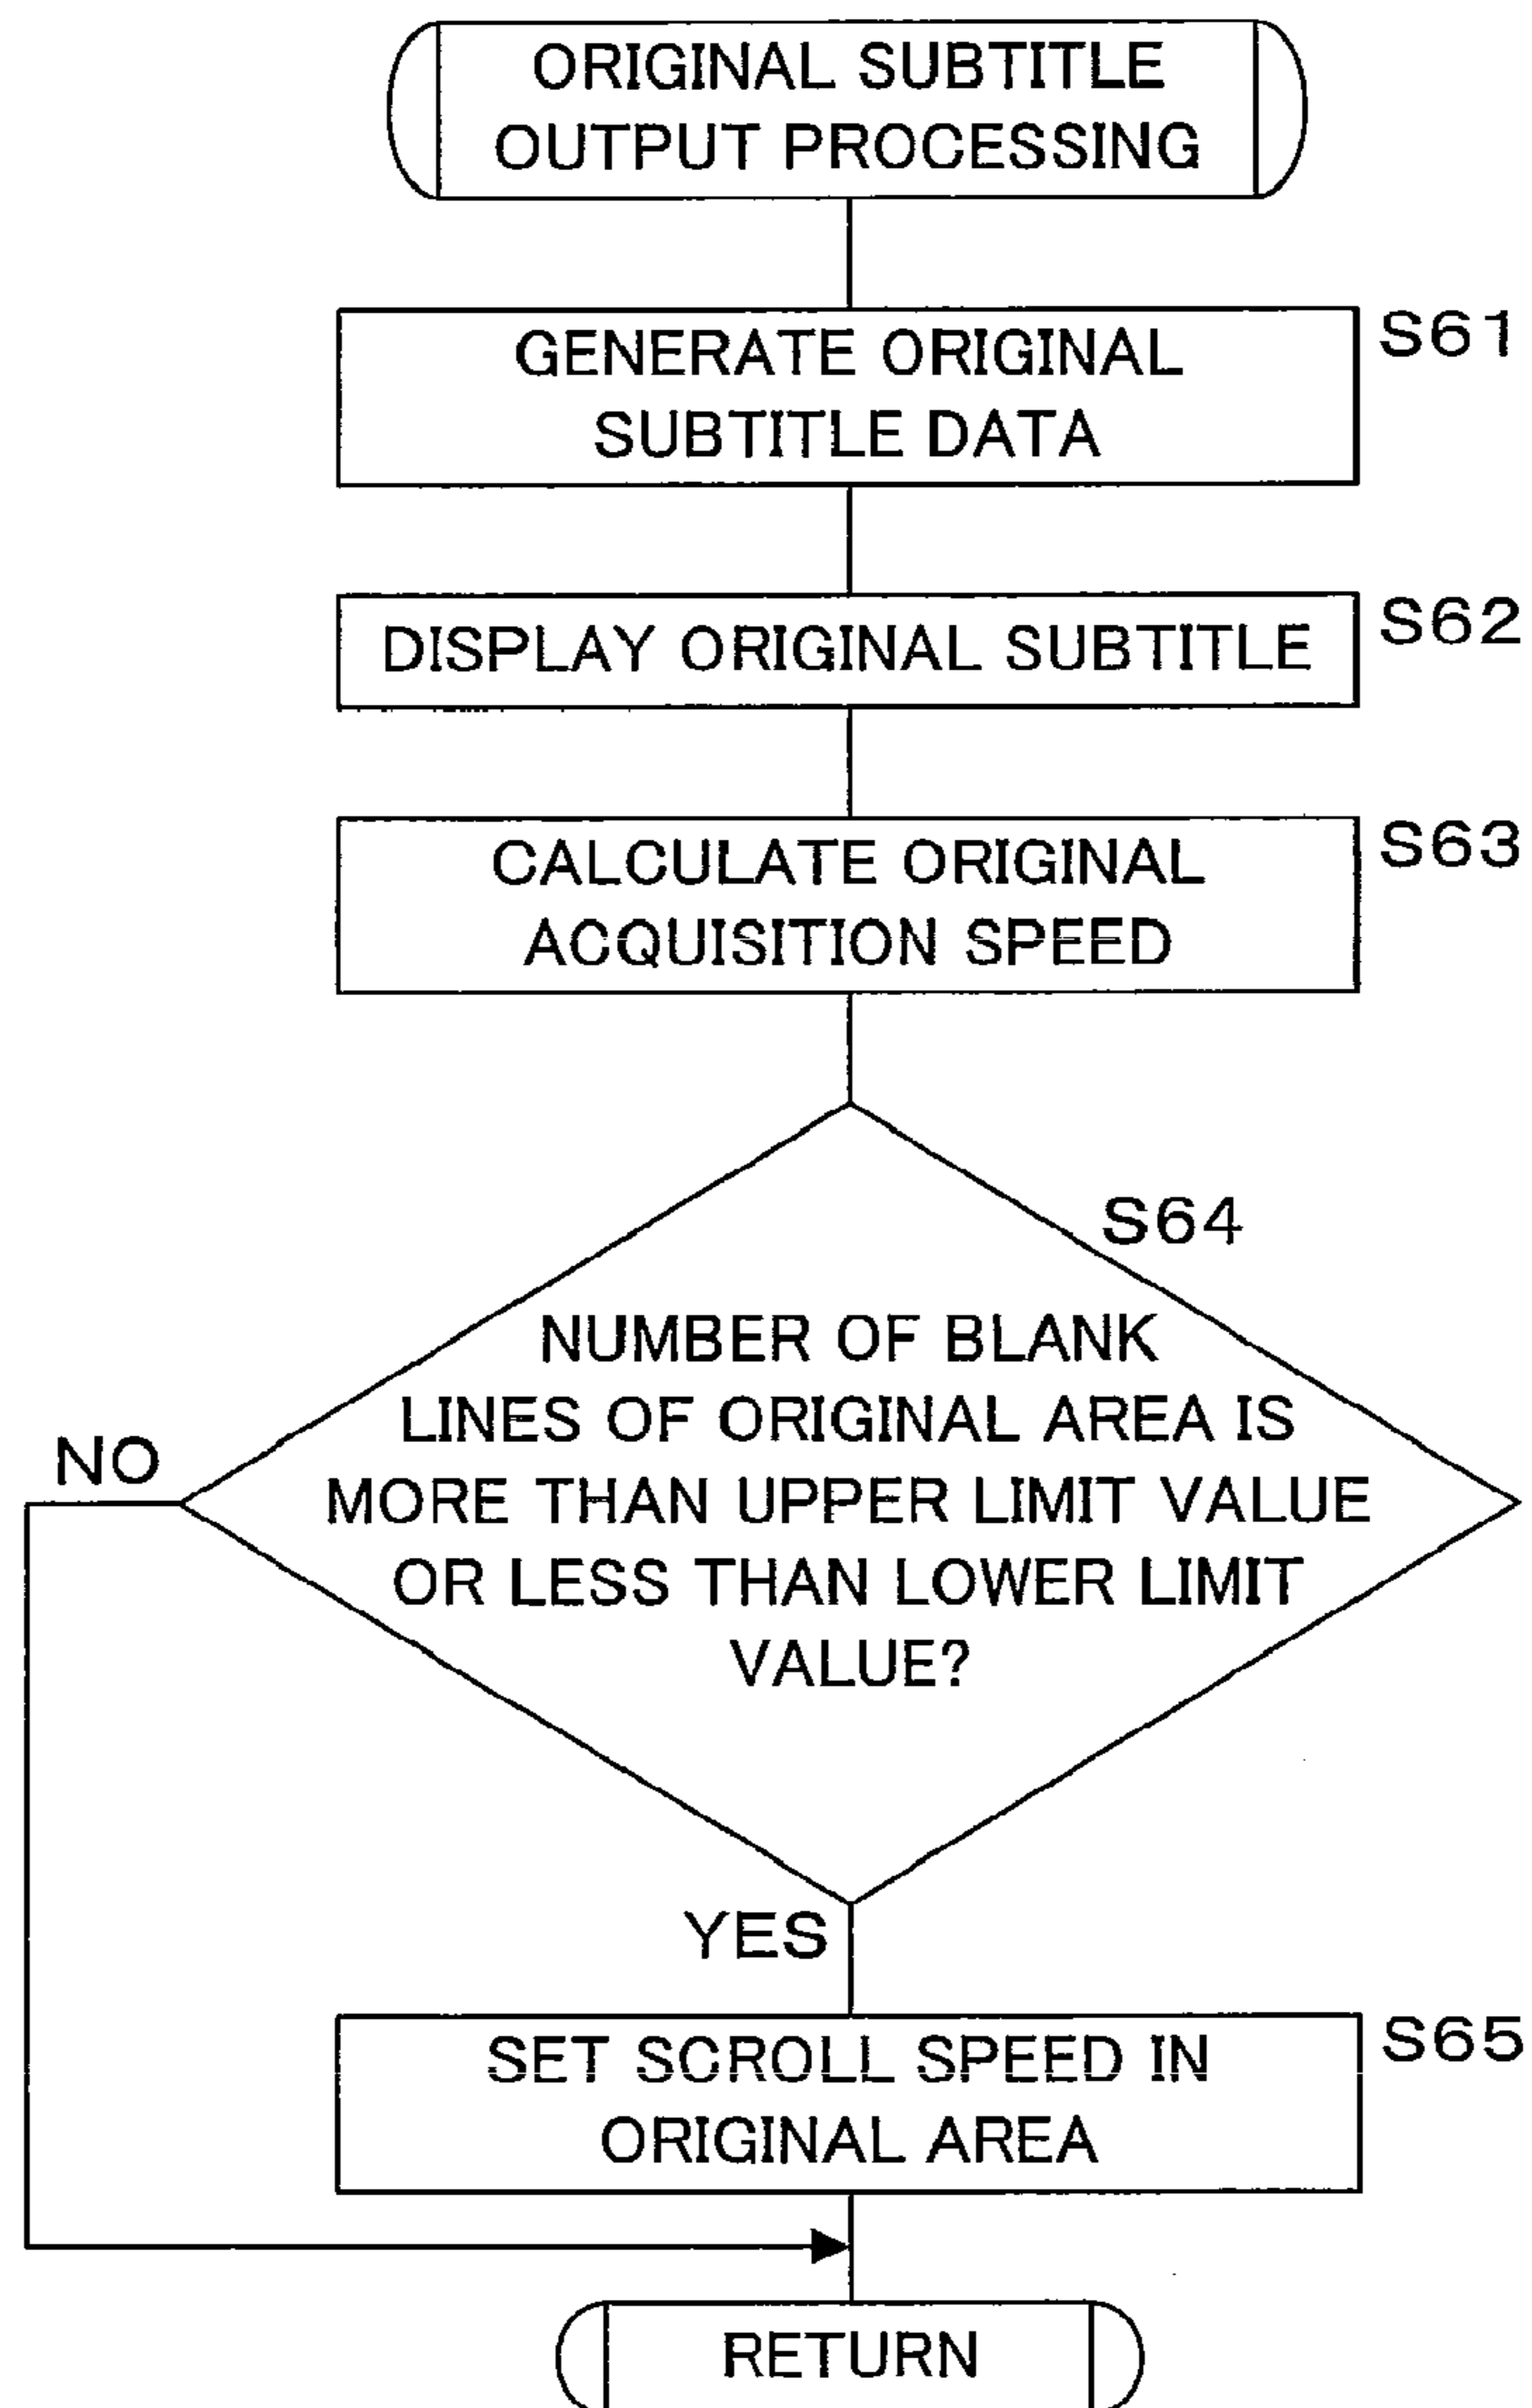 ORIGINAL SUBTITLE
OUTPUT PROCESSING
GENERATE ORIGINAL
SUBTITLE DATA
S61
DISPLAY ORIGINAL SUBTITLE
S62
CALCULATE ORIGINAL
ACQUISITION SPEED
S63
S64
NUMBER OF BLANK
LINES OF ORIGINAL AREA IS
MORE THAN UPPER LIMIT VALUE
OR LESS THAN LOWER LIMIT
VALUE?
NO
YES
SET SCROLL SPEED IN
ORIGINAL AREA
S65
RETURN